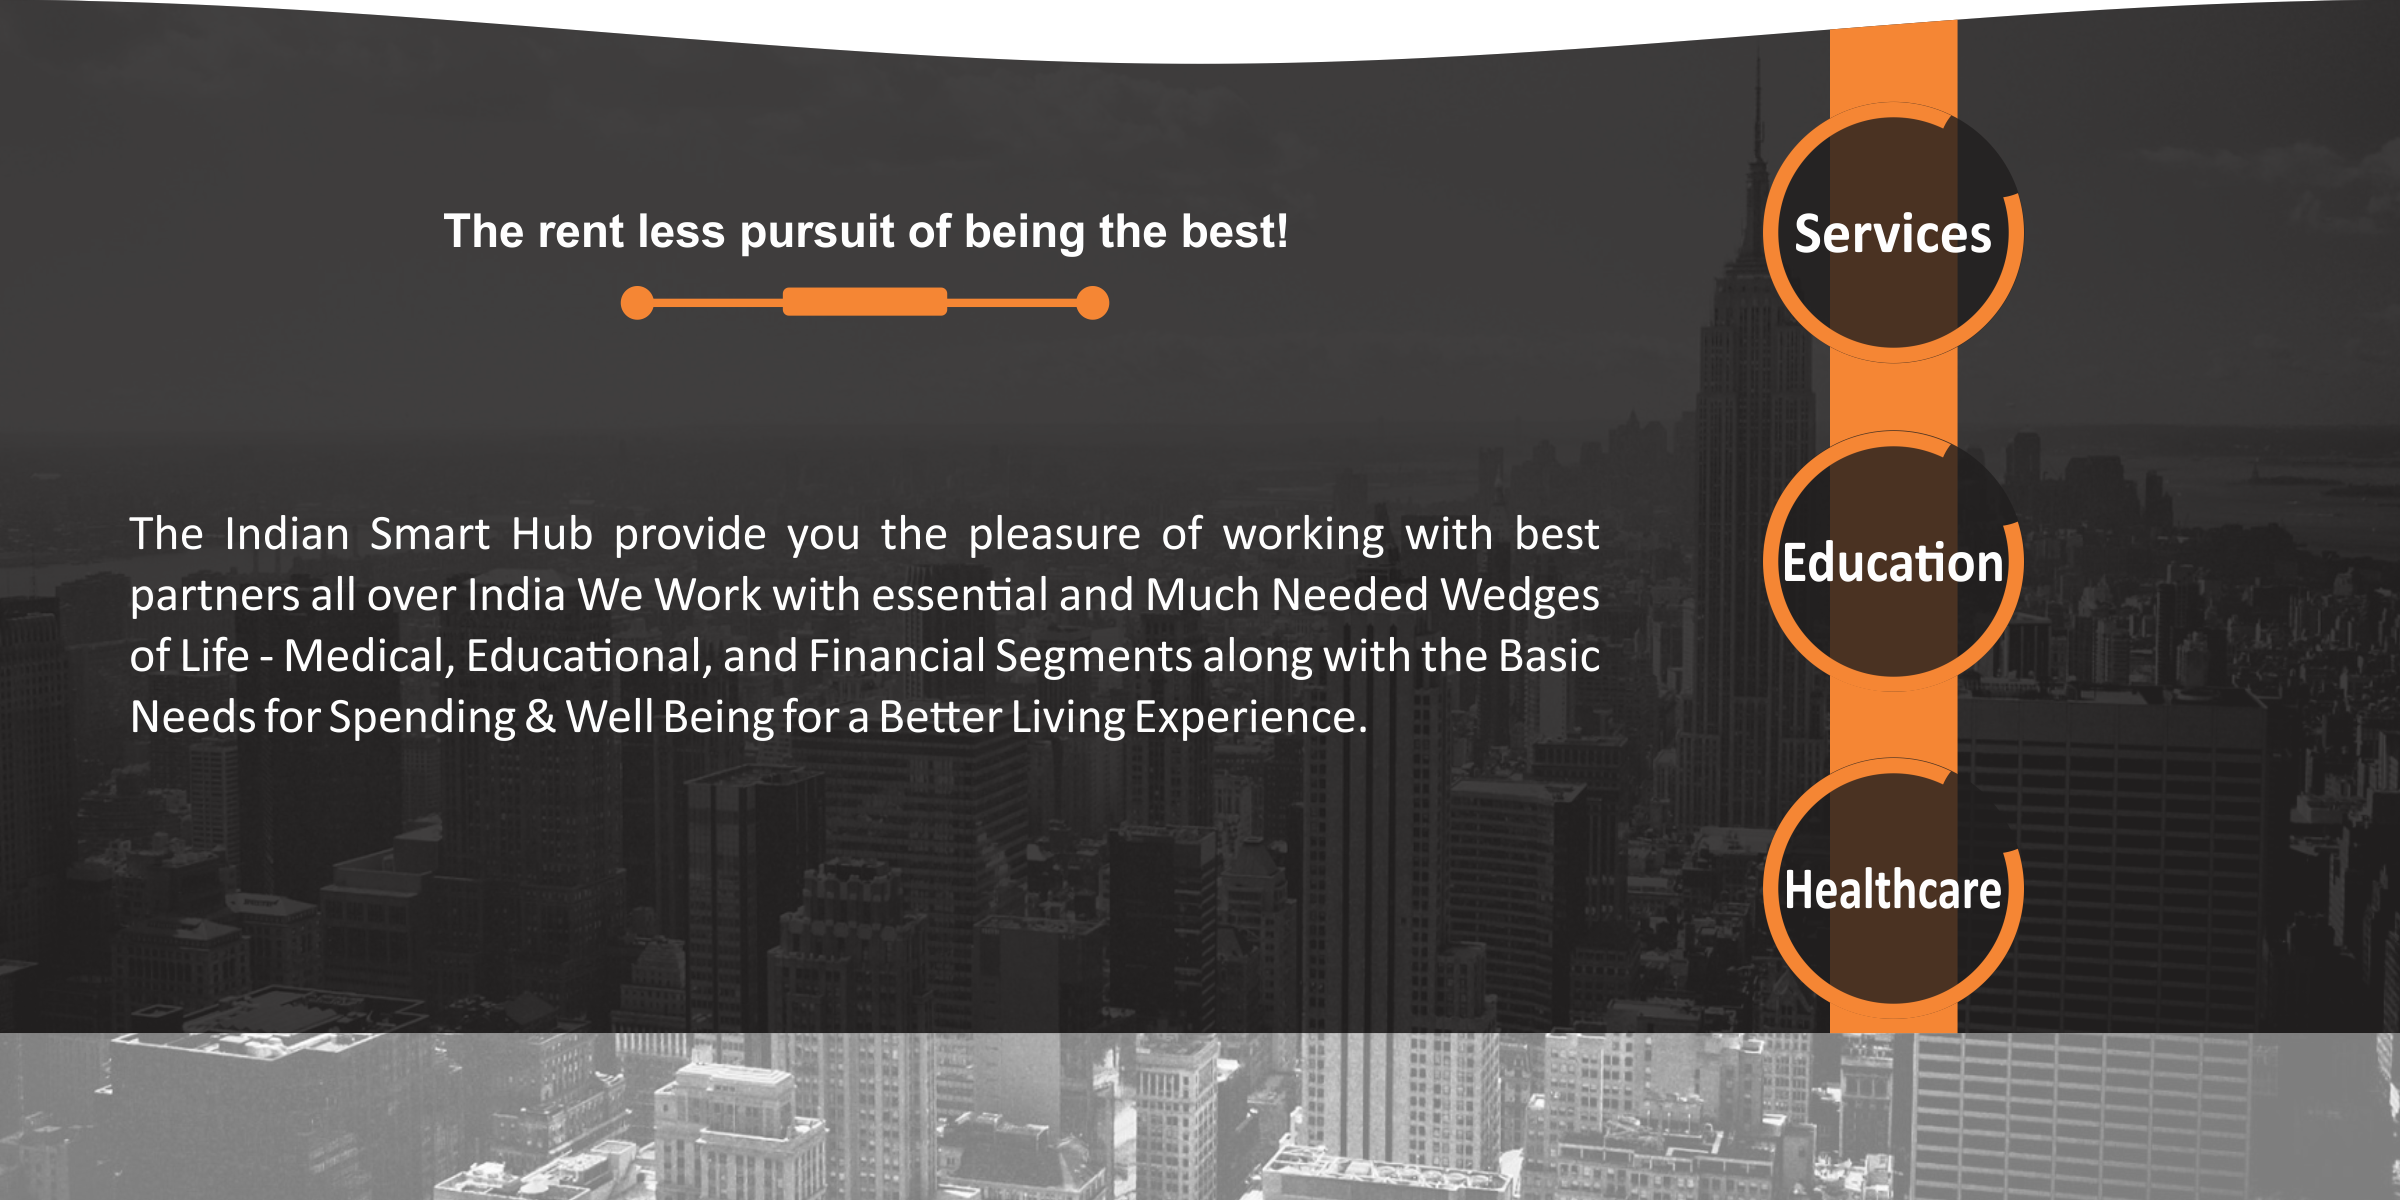 The rent less pursuit of being the best!
The Indian Smart Hub provide you the pleasure of working with best
partners all over India We Work with essential and Much Needed Wedges
of Life - Medical, Educational, and Financial Segments along with the Basic
Needs for Spending & Well Being for a Better Living Experience.
Services
Education
Healthcare